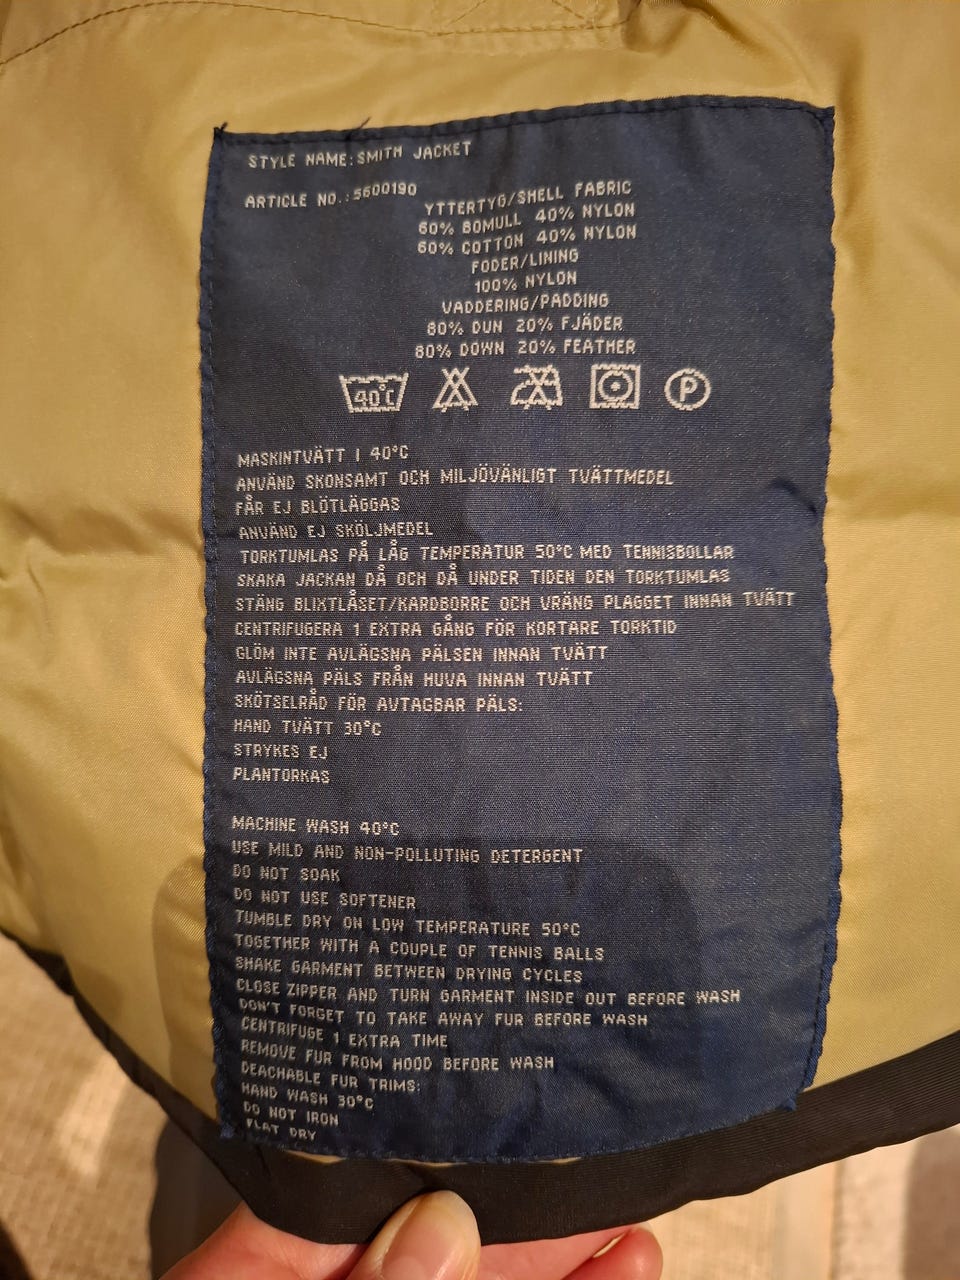 STYLE NAME:SMITH JACKET
ARTICLE NO.:5600190
YTTERTYG/SHELL FABRIC
60% BOMULL 40% NYLON
60% COTTON 40% NYLON
FODER/LINING
100% NYLON
VADDERING/PADDING
80% DUN 20% FJÄDER
80% DOWN 20% FEATHER
40°C P
MASKINTVÄTT I 40°C
ANVÄND SKONSAMT OCH MILJÖVÄNLIGT TVÄTTMEDEL
FÅR EJ BLÖTLÄGGAS
ANVÄND EJ SKÖLJMEDEL
TORKTUMLAS PÅ LÅG TEMPERATUR 50°C MED TENNISBOLLAR
SKAKA JACKAN DÅ OCH DÅ UNDER TIDEN DEN TORKTUMLAS
STÄNG BLIXTLÅSET/KARDBORRE OCH VRÄNG PLAGGET INNAN TVÄTT
CENTRIFUGERA 1 EXTRA GÅNG FÖR KORTARE TORKTID
GLÖM INTE AVLÄGSNA PÄLSEN INNAN TVÄTT
AVLÄGSNA PÄLS FRÅN HUVA INNAN TVÄTT
SKÖTSELRÅD FÖR AVTAGBAR PÄLS:
HAND TVÄTT 30°C
STRYKES EJ
PLANTORKAS
MACHINE WASH 40°C
USE MILD AND NON-POLLUTING DETERGENT
DO NOT SOAK
DO NOT USE SOFTENER
TUMBLE DRY ON LOW TEMPERATURE 50°C
TOGETHER WITH A COUPLE OF TENNIS BALLS
SHAKE GARMENT BETWEEN DRYING CYCLES
CLOSE ZIPPER AND TURN GARMENT INSIDE OUT BEFORE WASH
DON'T FORGET TO TAKE AWAY FUR BEFORE WASH
CENTRIFUGE 1 EXTRA TIME
REMOVE FUR FROM HOOD BEFORE WASH
DEACHABLE FUR TRIMS:
HAND WASH 30°C
DO NOT IRON
FLAT DRY